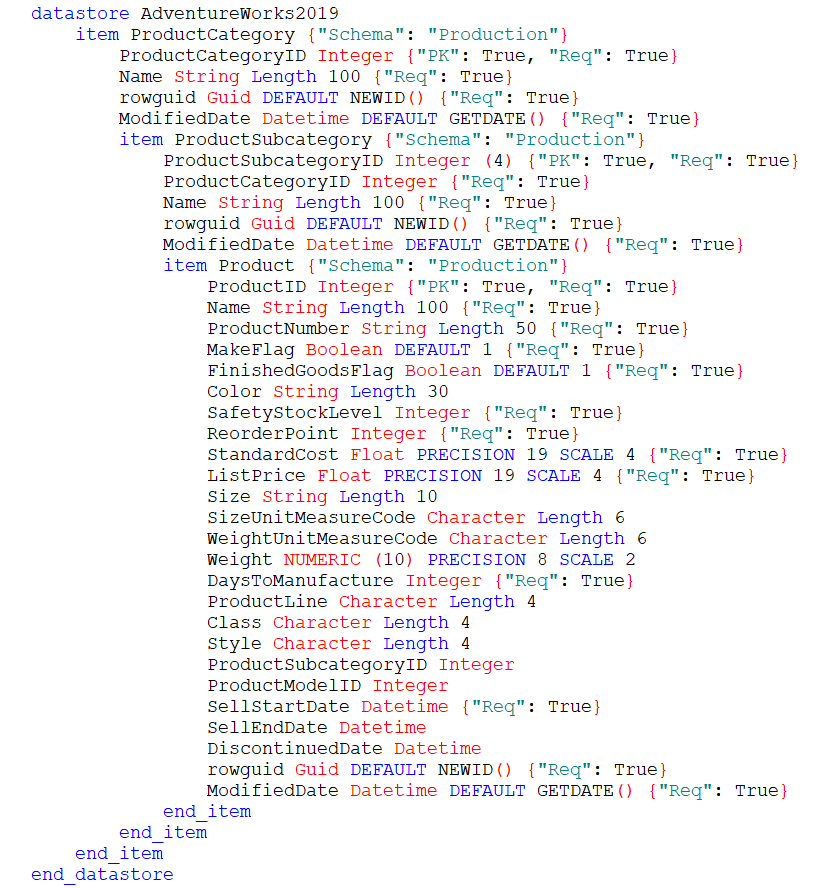 datastore AdventureWorks2019
item ProductCategory {"Schema": "Production"}
ProductCategoryID Integer {"PK": True, "Req": True}
Name String Length 100 {"Req": True}
rowguid Guid DEFAULT NEWID() {"Req": True}
ModifiedDate Datetime DEFAULT GETDATE() {"Req": True}
item ProductSubcategory {"Schema": "Production"}
ProductSubcategoryID Integer (4) {"PK": True, "Req": True}
ProductCategoryID Integer {"Req": True}
Name String Length 100 {"Req": True}
rowguid Guid DEFAULT NEWID() {"Req": True}
ModifiedDate Datetime DEFAULT GETDATE() {"Req": True}
item Product {"Schema": "Production"}
ProductID Integer {"PK": True, "Req": True}
Name String Length 100 {"Req": True}
ProductNumber String Length 50 {"Req": True}
MakeFlag Boolean DEFAULT 1 {"Req": True}
FinishedGoodsFlag Boolean DEFAULT 1 {"Req": True}
Color String Length 30
SafetyStockLevel Integer {"Req": True}
ReorderPoint Integer {"Req": True}
StandardCost Float PRECISION 19 SCALE 4 {"Req": True}
ListPrice Float PRECISION 19 SCALE 4 {"Req": True}
Size String Length 10
SizeUnitMeasureCode Character Length 6
WeightUnitMeasureCode Character Length 6
Weight NUMERIC (10) PRECISION 8 SCALE 2
DaysToManufacture Integer {"Req": True}
ProductLine Character Length 4
Class Character Length 4
Style Character Length 4
ProductSubcategoryID Integer
ProductModelID Integer
SellStartDate Datetime {"Req": True}
SellEndDate Datetime
DiscontinuedDate Datetime
rowguid Guid DEFAULT NEWID() {"Req": True}
ModifiedDate Datetime DEFAULT GETDATE() {"Req": True}
end_item
end_item
end_item
end_datastore